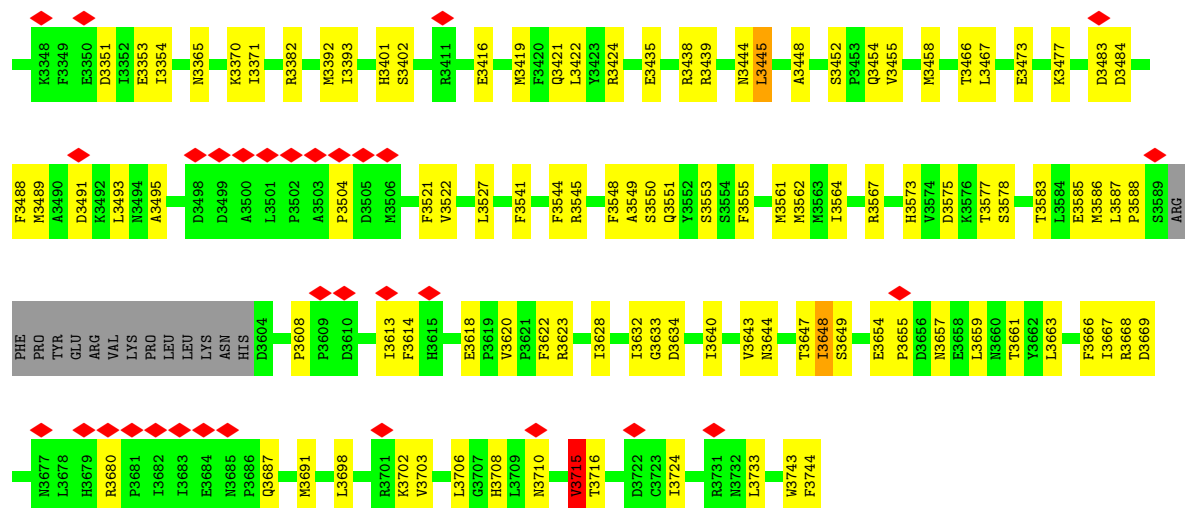 K3348 F3349 E3350 D3351 I3352 E3353 I3354 N3365 K3370 I3371 R3382 M3392 I3393 H3401 S3402 R3411 E3416 M3419 F3420 Q3421 L3422 Y3423 R3424 E3435 R3438 R3439 N3444 L3445 A3448 S3452 P3453 Q3454 V3455 M3458 T3466 L3467 E3473 K3477 D3483 D3484
F3488 M3489 A3490 D3491 K3492 L3493 N3494 A3495 D3498 D3499 A3500 L3501 P3502 A3503 P3504 D3505 M3506 F3521 V3522 L3527 F3541 F3544 R3545 F3548 A3549 S3550 Q3551 Y3552 S3553 S3554 F3555 M3561 M3562 M3563 I3564 R3567 H3573 V3574 D3575 K3576 T3577 S3578 T3583 L3584 E3585 M3586 L3587 P3588 S3589 ARG
PHE PRO TYR GLU ARG VAL LYS PRO LEU LEU LYS ASN HIS D3604 P3608 P3609 D3610 I3613 F3614 H3615 E3618 P3619 V3620 P3621 F3622 R3623 I3628 I3632 G3633 D3634 I3640 V3643 N3644 T3647 I3648 S3649 E3654 P3655 D3656 N3657 E3658 L3659 N3660 T3661 Y3662 L3663 F3666 I3667 R3668 D3669
N3677 L3678 H3679 R3680 P3681 I3682 I3683 E3684 N3685 P3686 Q3687 M3691 L3698 R3701 K3702 V3703 L3706 G3707 H3708 L3709 N3710 V3715 T3716 D3722 C3723 I3724 R3731 N3732 L3733 W3743 F3744